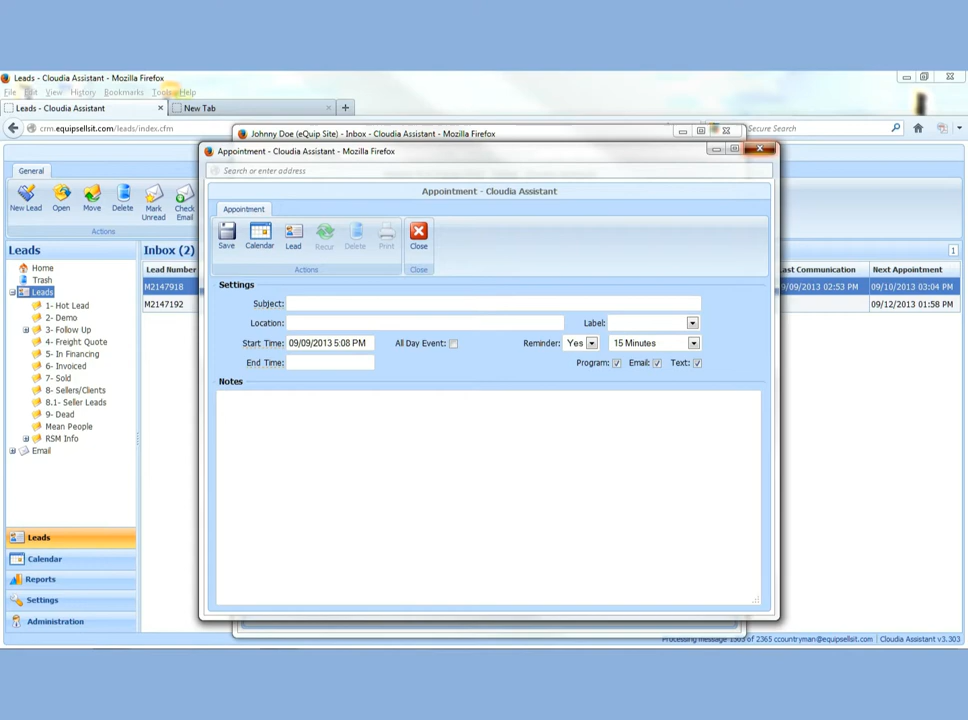 Leads - Cloudia Assistant - Mozilla Firefox
File Edit View History Bookmarks Tools Help
Leads - Cloudia Assistant
New Tab
crm.equipsellsit.com/leads/index.cfm
Secure Search
Johnny Doe (eQuip Site) - Inbox - Cloudia Assistant - Mozilla Firefox
Appointment - Cloudia Assistant - Mozilla Firefox
Search or enter address
General
New Lead Open Move Delete Mark Unread Check Email
Actions
Appointment - Cloudia Assistant
Appointment
Save Calendar Lead Recur Delete Print Close
Actions Close
Leads
Home
Trash
Leads
1- Hot Lead
2- Demo
3- Follow Up
4- Freight Quote
5- In Financing
6- Invoiced
7- Sold
8- Sellers/Clients
8.1- Seller Leads
9- Dead
Mean People
RSM Info
Email
Leads
Calendar
Reports
Settings
Administration
Inbox (2)
1
Lead Number
M2147918
M2147192
Last Communication Next Appointment
09/2013 02:53 PM 09/10/2013 03:04 PM
09/12/2013 01:58 PM
Settings
Subject:
Location: Label:
Start Time: 09/09/2013 5:08 PM All Day Event: Reminder: Yes 15 Minutes
End Time: Program: Email: Text:
Notes
Processing message 1303 of 2365 ccountryman@equipsellsit.com Cloudia Assistant v3.303